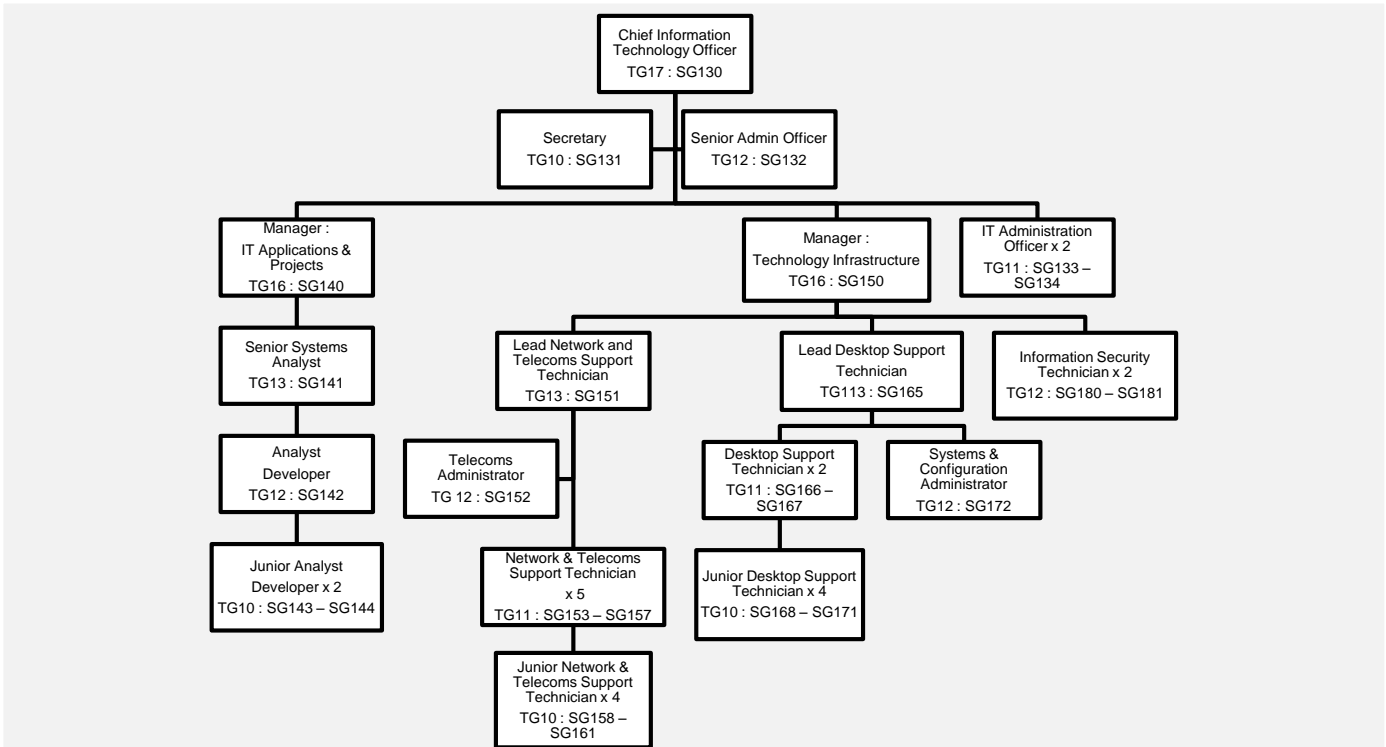 Chief Information
Technology Officer
TG17 : SG130
Secretary
TG10 : SG131
Senior Admin Officer
TG12 : SG132
Manager :
IT Applications &
Projects
TG16 : SG140
Manager :
Technology Infrastructure
TG16 : SG150
IT Administration
Officer x 2
TG11 : SG133 –
SG134
Senior Systems
Analyst
TG13 : SG141
Lead Network and
Telecoms Support
Technician
TG13 : SG151
Lead Desktop Support
Technician
TG113 : SG165
Information Security
Technician x 2
TG12 : SG180 – SG181
Analyst
Developer
TG12 : SG142
Telecoms
Administrator
TG 12 : SG152
Desktop Support
Technician x 2
TG11 : SG166 –
SG167
Systems &
Configuration
Administrator
TG12 : SG172
Junior Analyst
Developer x 2
TG10 : SG143 – SG144
Network & Telecoms
Support Technician
x 5
TG11 : SG153 – SG157
Junior Desktop Support
Technician x 4
TG10 : SG168 – SG171
Junior Network &
Telecoms Support
Technician x 4
TG10 : SG158 –
SG161